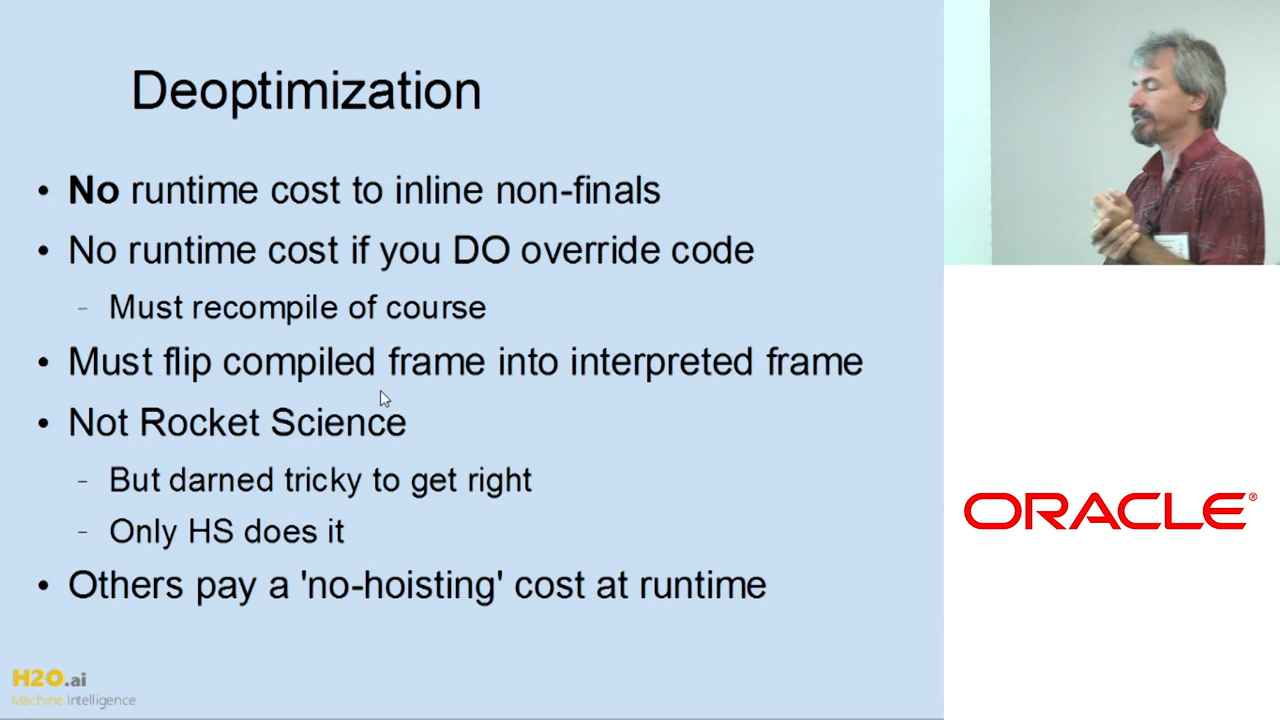 Deoptimization
• No runtime cost to inline non-finals
• No runtime cost if you DO override code
– Must recompile of course
• Must flip compiled frame into interpreted frame
• Not Rocket Science
– But darned tricky to get right
– Only HS does it
• Others pay a 'no-hoisting' cost at runtime
H2O.ai
Machine Intelligence
ORACLE®